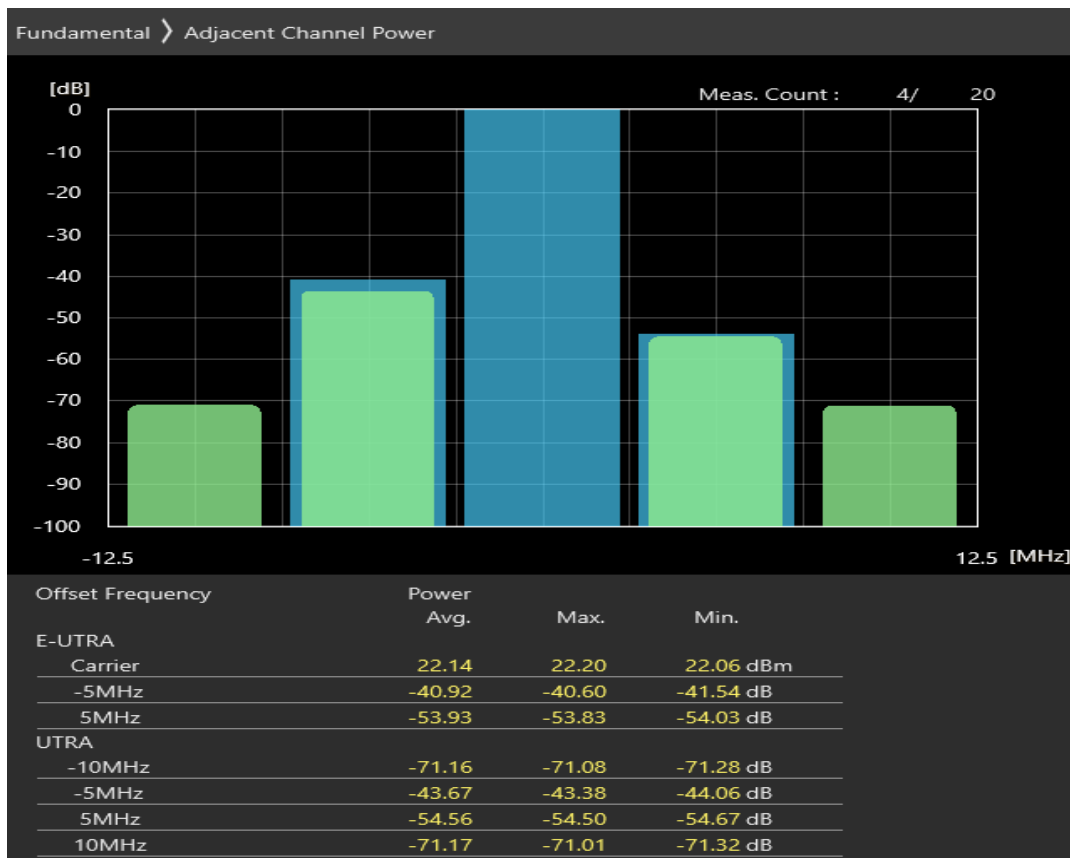 Fundamental 〉 Adjacent Channel Power
[dB]
Meas. Count : 4/ 20
0
-10
-20
-30
-40
-50
-60
-70
-80
-90
-100
-12.5 12.5 [MHz]
Offset Frequency Power
Avg. Max. Min.
E-UTRA
Carrier 22.14 22.20 22.06 dBm
-5MHz -40.92 -40.60 -41.54 dB
5MHz -53.93 -53.83 -54.03 dB
UTRA
-10MHz -71.16 -71.08 -71.28 dB
-5MHz -43.67 -43.38 -44.06 dB
5MHz -54.56 -54.50 -54.67 dB
10MHz -71.17 -71.01 -71.32 dB